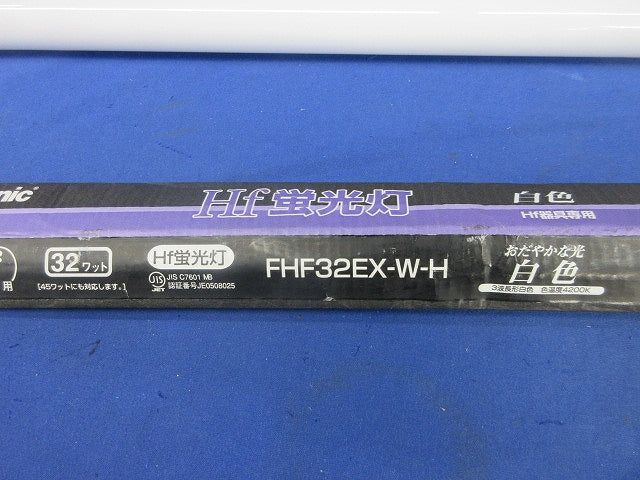 nic®
Hf蛍光灯
白色
Hf器具専用
用
32ワット
[45ワットにも対応します。]
Hf蛍光灯
JIS
JET
JIS C7601 MB
認証番号JE0508025
FHF32EX-W-H
おだやかな光
白色
3波長形白色 色温度4200K